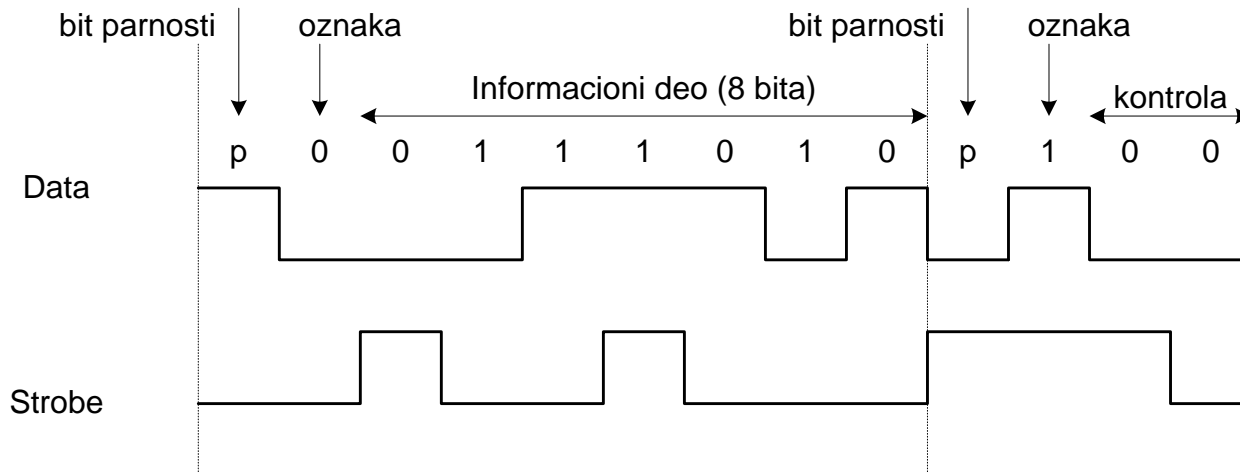 bit parnosti oznaka bit parnosti oznaka
Informacioni deo (8 bita) kontrola
p 0 0 1 1 1 0 1 0 p 1 0 0
Data
Strobe